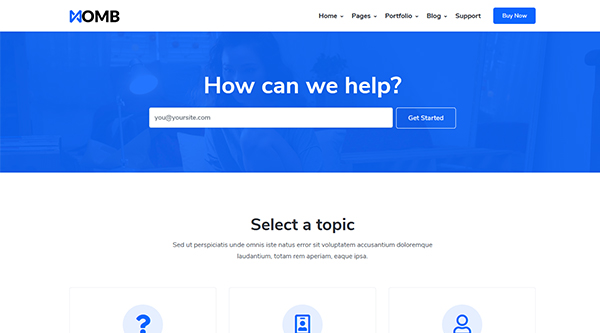 WOMB
Home Pages Portfolio Blog Support Buy Now
How can we help?
you@yoursite.com Get Started
Select a topic
Sed ut perspiciatis unde omnis iste natus error sit voluptatem accusantium doloremque
laudantium, totam rem aperiam, eaque ipsa.
?